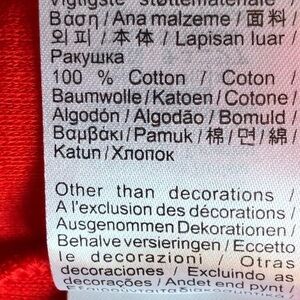 Vigtigste støttemateriale /
Βάση / Ana malzeme / 面料
외피 / 本体 / Lapisan luar /
Ракушка
100 % Cotton / Coton /
Baumwolle / Katoen / Cotone /
Algodón / Algodão / Bomuld /
Βαμβάκι / Pamuk / 棉 / 면 / 綿 /
Katun / Хлопок
Other than decorations /
A l'exclusion des décorations /
Ausgenommen Dekorationen /
Behalve versieringen / Eccetto
le decorazioni / Otras
decoraciones / Excluindo as
decorações / Andet end pynt /